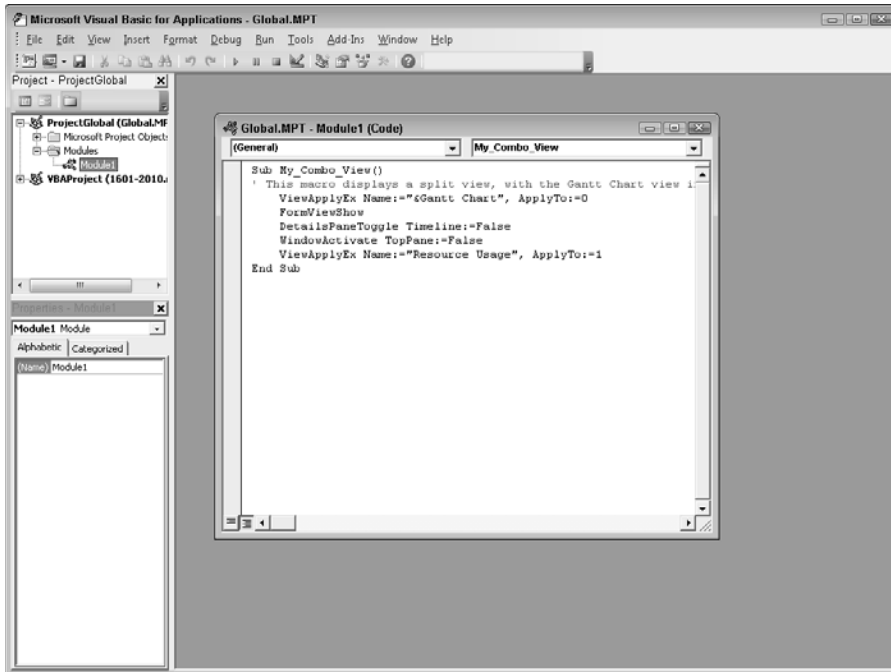 Microsoft Visual Basic for Applications - Global.MPT
File Edit View Insert Format Debug Run Tools Add-Ins Window Help
Project - ProjectGlobal
ProjectGlobal (Global.MF
Microsoft Project Object:
Modules
Module1
VBAProject (1601-2010.
Properties - Module1
Module1 Module
Alphabetic Categorized
(Name) Module1
Global.MPT - Module1 (Code)
(General) My_Combo_View
Sub My_Combo_View()
' This macro displays a split view, with the Gantt Chart view i
ViewApplyEx Name:="&Gantt Chart", ApplyTo:=0
FormViewShow
DetailsPaneToggle Timeline:=False
WindowActivate TopPane:=False
ViewApplyEx Name:="Resource Usage", ApplyTo:=1
End Sub